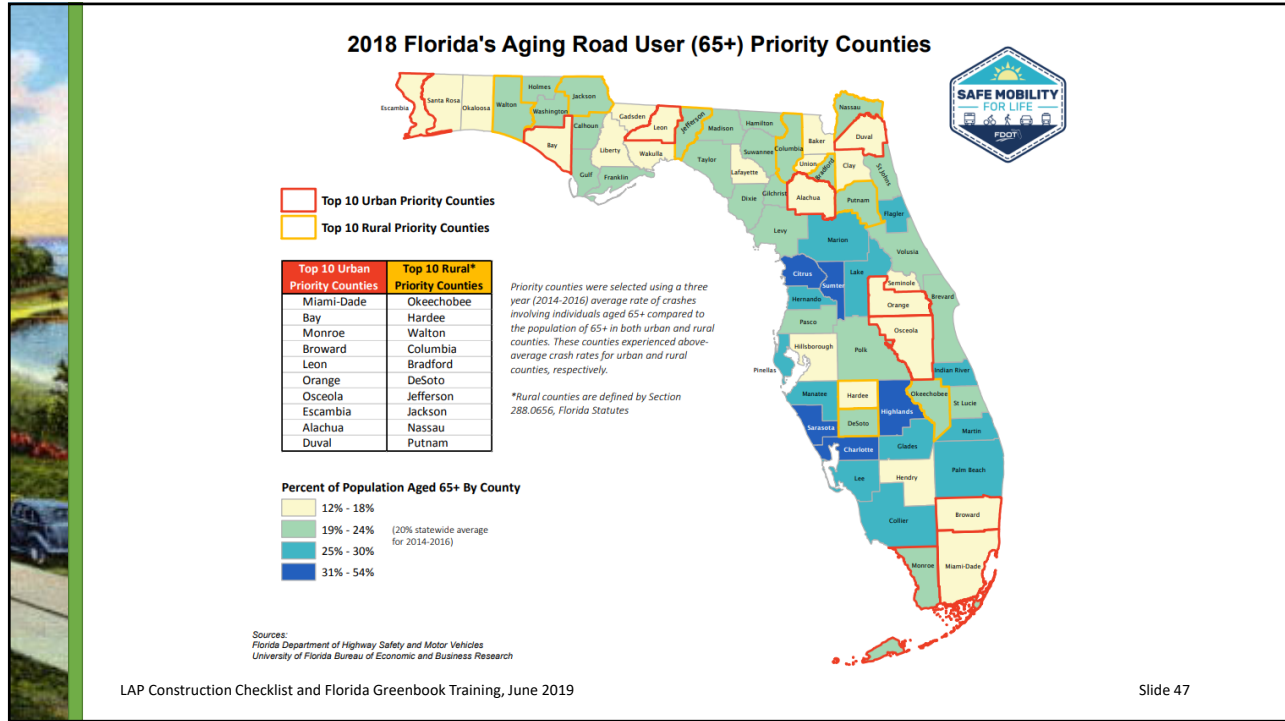 2018 Florida's Aging Road User (65+) Priority Counties
SAFE MOBILITY
FOR LIFE
FDOT
Escambia
Santa Rosa
Okaloosa
Walton
Holmes
Washington
Jackson
Bay
Calhoun
Gulf
Liberty
Franklin
Gadsden
Leon
Wakulla
Jefferson
Madison
Taylor
Hamilton
Suwannee
Lafayette
Dixie
Gilchrist
Columbia
Baker
Union
Bradford
Alachua
Levy
Nassau
Duval
Clay
St Johns
Putnam
Flagler
Marion
Volusia
Citrus
Sumter
Lake
Hernando
Seminole
Orange
Brevard
Pasco
Osceola
Hillsborough
Polk
Pinellas
Indian River
Manatee
Hardee
Highlands
Okeechobee
St Lucie
Sarasota
DeSoto
Martin
Charlotte
Glades
Lee
Hendry
Palm Beach
Collier
Broward
Monroe
Miami-Dade
Top 10 Urban Priority Counties
Top 10 Rural Priority Counties
Top 10 Urban Top 10 Rural*
Priority Counties Priority Counties
Miami-Dade Okeechobee
Bay Hardee
Monroe Walton
Broward Columbia
Leon Bradford
Orange DeSoto
Osceola Jefferson
Escambia Jackson
Alachua Nassau
Duval Putnam
Priority counties were selected using a three
year (2014-2016) average rate of crashes
involving individuals aged 65+ compared to
the population of 65+ in both urban and rural
counties. These counties experienced above-
average crash rates for urban and rural
counties, respectively.
*Rural counties are defined by Section
288.0656, Florida Statutes
Percent of Population Aged 65+ By County
12% - 18%
19% - 24% (20% statewide average
for 2014-2016)
25% - 30%
31% - 54%
Sources:
Florida Department of Highway Safety and Motor Vehicles
University of Florida Bureau of Economic and Business Research
LAP Construction Checklist and Florida Greenbook Training, June 2019 Slide 47